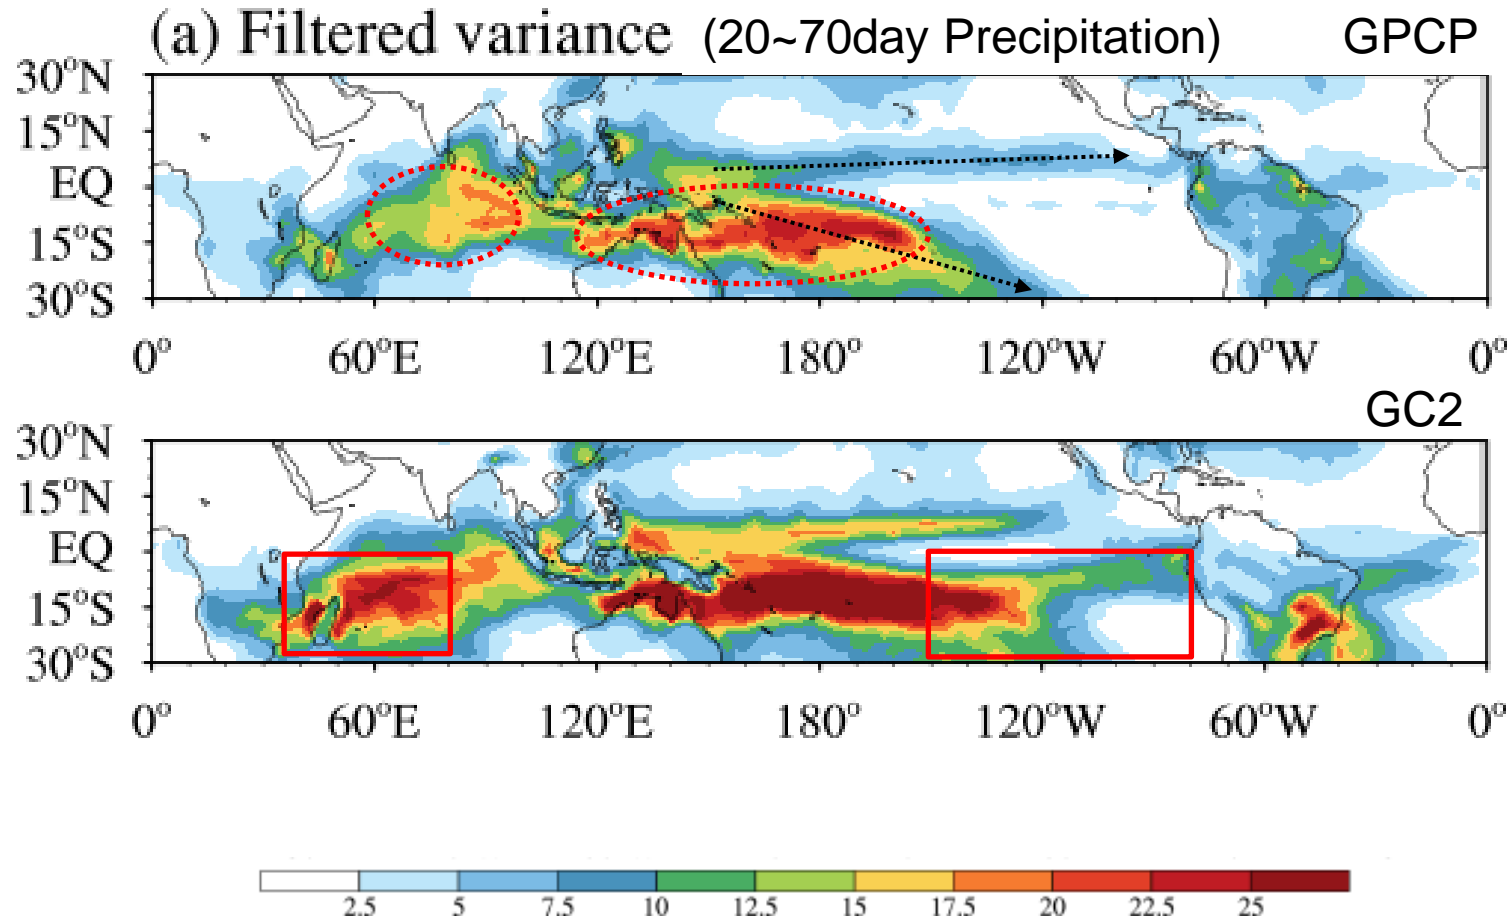 (a) Filtered variance (20~70day Precipitation) GPCP
30°N
15°N
EQ
15°S
30°S
0° 60°E 120°E 180° 120°W 60°W 0°
GC2
30°N
15°N
EQ
15°S
30°S
0° 60°E 120°E 180° 120°W 60°W 0°
2.5 5 7.5 10 12.5 15 17.5 20 22.5 25